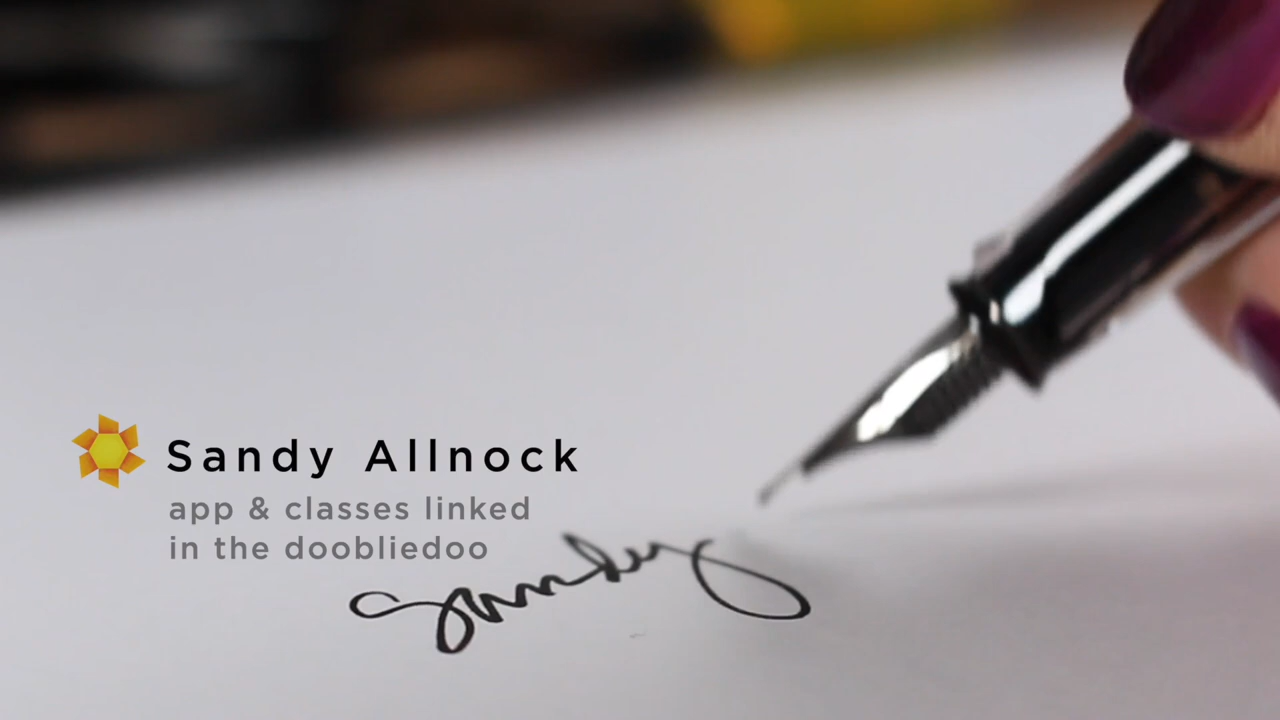 Sandy Allnock
app & classes linked
in the doobliedoo
Sandy